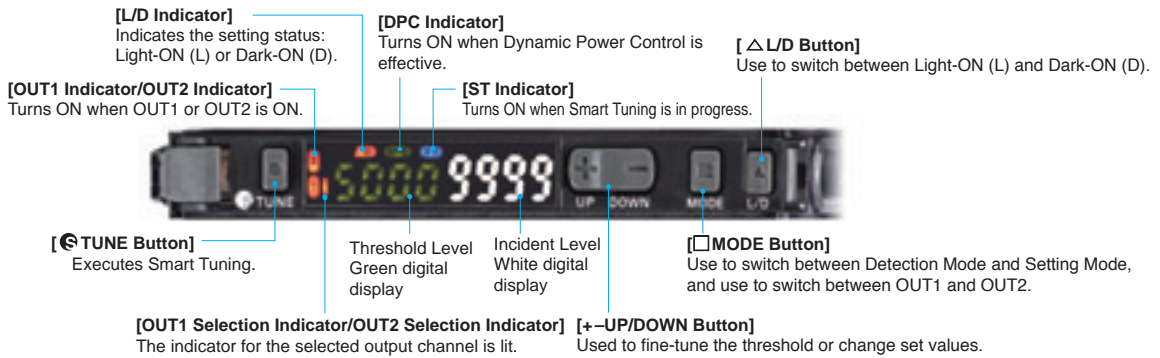 [L/D Indicator]
Indicates the setting status:
Light-ON (L) or Dark-ON (D).
[DPC Indicator]
Turns ON when Dynamic Power Control is
effective.
[ △L/D Button]
Use to switch between Light-ON (L) and Dark-ON (D).
[OUT1 Indicator/OUT2 Indicator]
Turns ON when OUT1 or OUT2 is ON.
[ST Indicator]
Turns ON when Smart Tuning is in progress.
5000 9999
TUNE
UP DOWN
MODE
L/D
[ S TUNE Button]
Executes Smart Tuning.
Threshold Level
Green digital
display
Incident Level
White digital
display
[□MODE Button]
Use to switch between Detection Mode and Setting Mode,
and use to switch between OUT1 and OUT2.
[OUT1 Selection Indicator/OUT2 Selection Indicator]
The indicator for the selected output channel is lit.
[+−UP/DOWN Button]
Used to fine-tune the threshold or change set values.